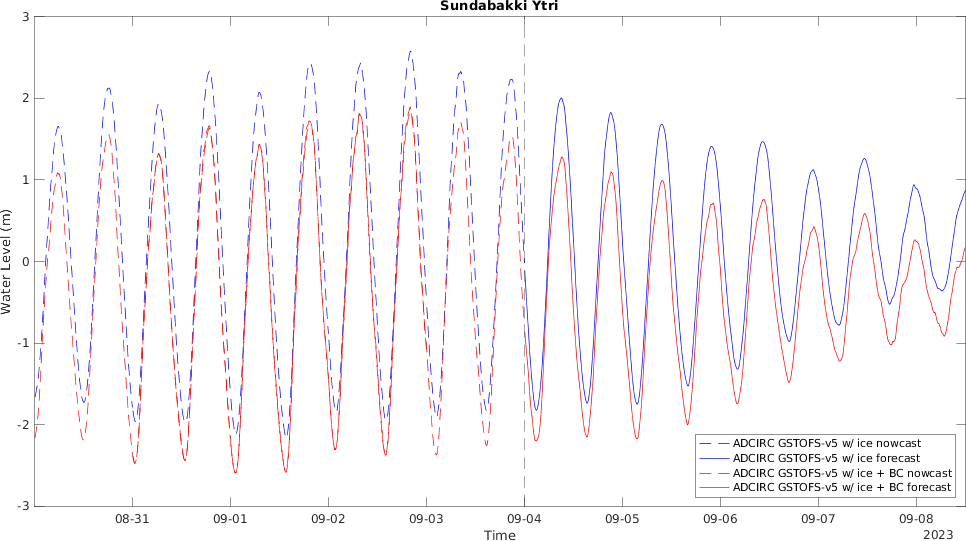 Sundabakki Ytri
3
2
1
0
-1
-2
-3
Water Level (m)
ADCIRC GSTOFS-v5 w/ ice nowcast
ADCIRC GSTOFS-v5 w/ ice forecast
ADCIRC GSTOFS-v5 w/ ice + BC nowcast
ADCIRC GSTOFS-v5 w/ ice + BC forecast
08-31 09-01 09-02 09-03 09-04 09-05 09-06 09-07 09-08
Time
2023